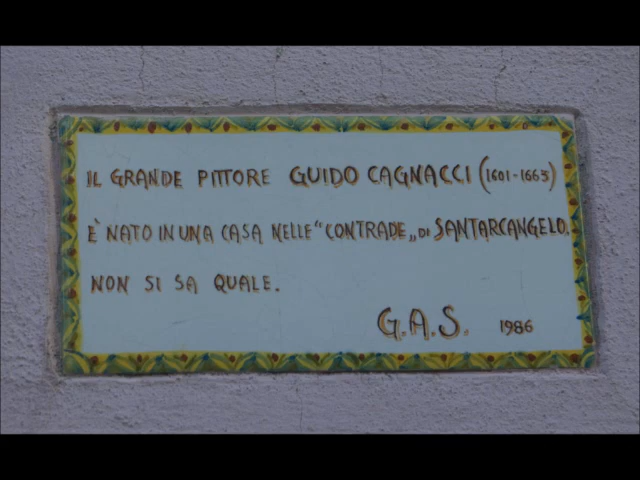 IL GRANDE PITTORE GUIDO CAGNACCI (1601-1663)
E' NATO IN UNA CASA NELLE "CONTRADE„ DI SANTARCANGELO.
NON SI SA QUALE.
G.A.S. 1986